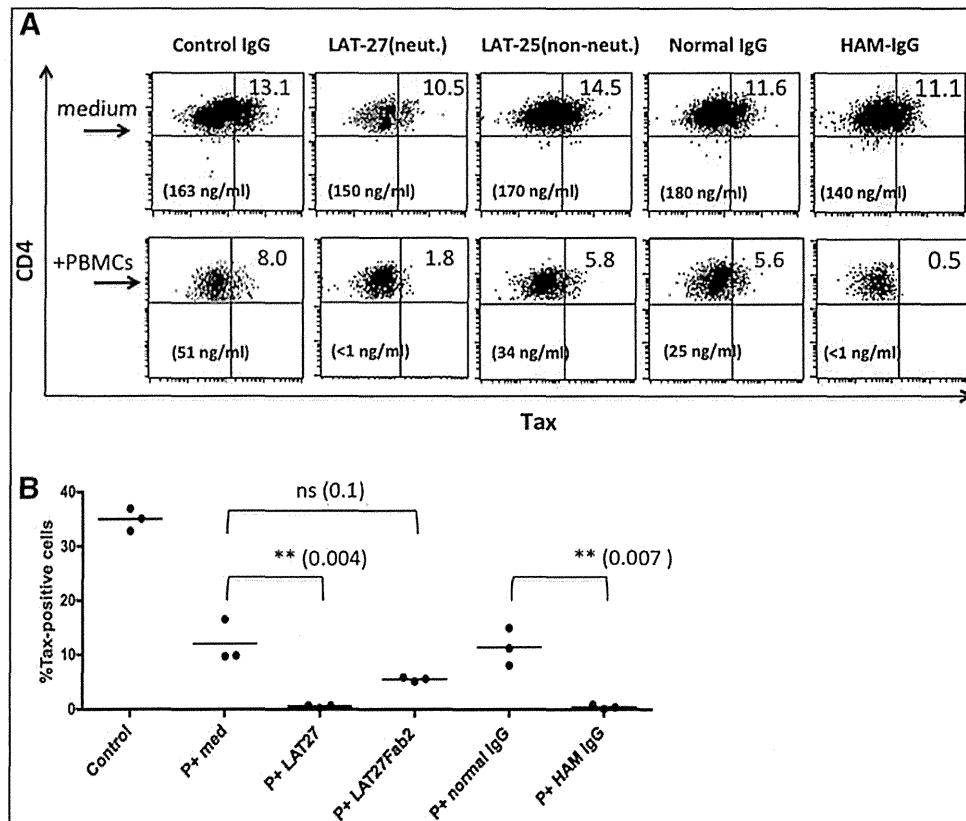 A
Control IgG LAT-27(neut.) LAT-25(non-neut.) Normal IgG HAM-IgG
medium
13.1 10.5 14.5 11.6 11.1
(163 ng/ml) (150 ng/ml) (170 ng/ml) (180 ng/ml) (140 ng/ml)
+PBMCs
8.0 1.8 5.8 5.6 0.5
(51 ng/ml) (<1 ng/ml) (34 ng/ml) (25 ng/ml) (<1 ng/ml)
CD4
Tax
B
%Tax-positive cells
40
30
20
10
0
ns (0.1)
** (0.004)
** (0.007 )
Control
P+ med
P+ LAT27
P+ LAT27Fab2
P+ normal IgG
P+ HAM IgG